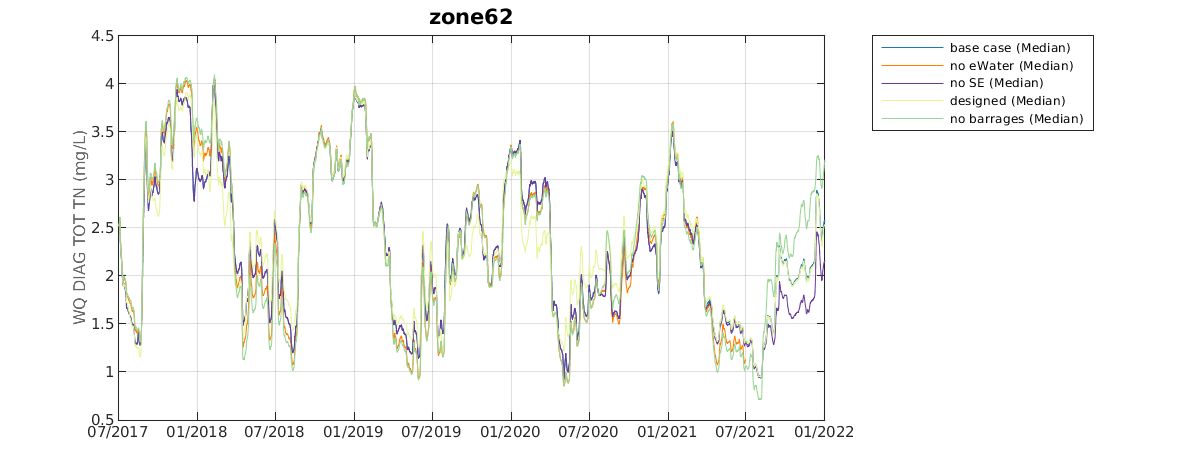 zone62
WQ DIAG TOT TN (mg/L)
4.5
4
3.5
3
2.5
2
1.5
1
0.5
07/2017 01/2018 07/2018 01/2019 07/2019 01/2020 07/2020 01/2021 07/2021 01/2022
base case (Median)
no eWater (Median)
no SE (Median)
designed (Median)
no barrages (Median)